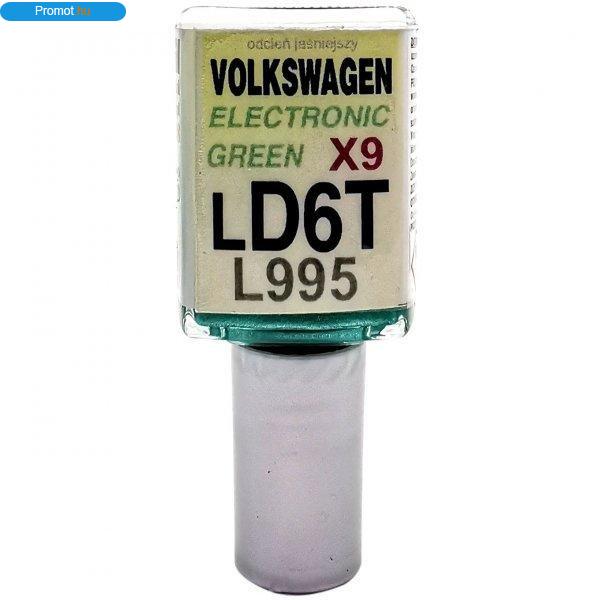 Promot.hu
odcień jaśniejszy
VOLKSWAGEN
ELECTRONIC
GREEN X9
LD6T
L995